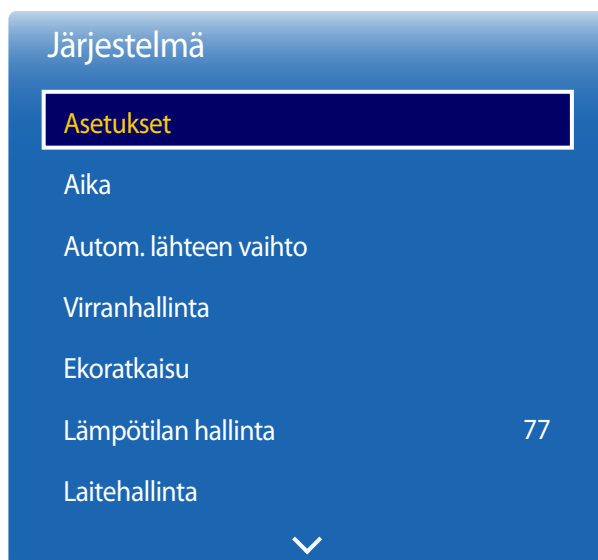 Järjestelmä
Asetukset
Aika
Autom. lähteen vaihto
Virranhallinta
Ekoratkaisu
Lämpötilan hallinta 77
Laitehallinta